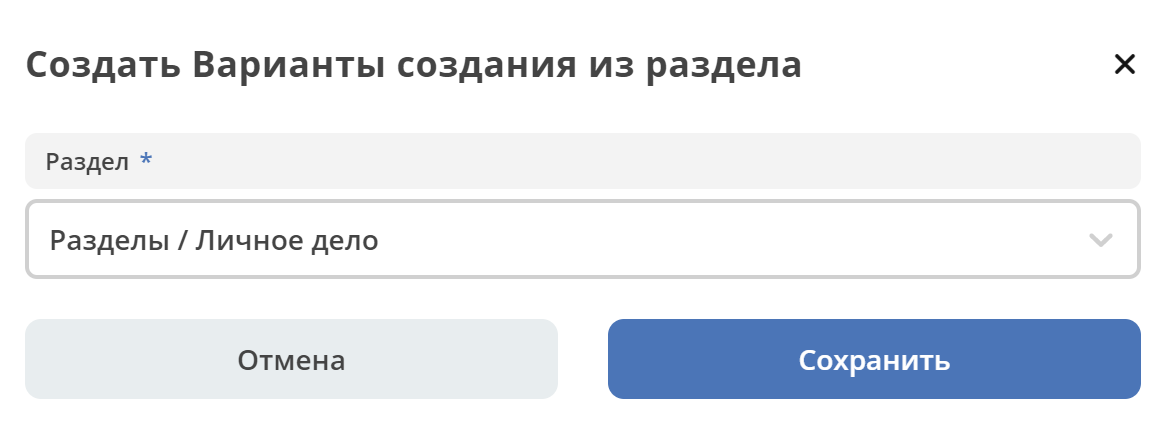 Создать Варианты создания из раздела
Раздел *
Разделы / Личное дело
Отмена
Сохранить